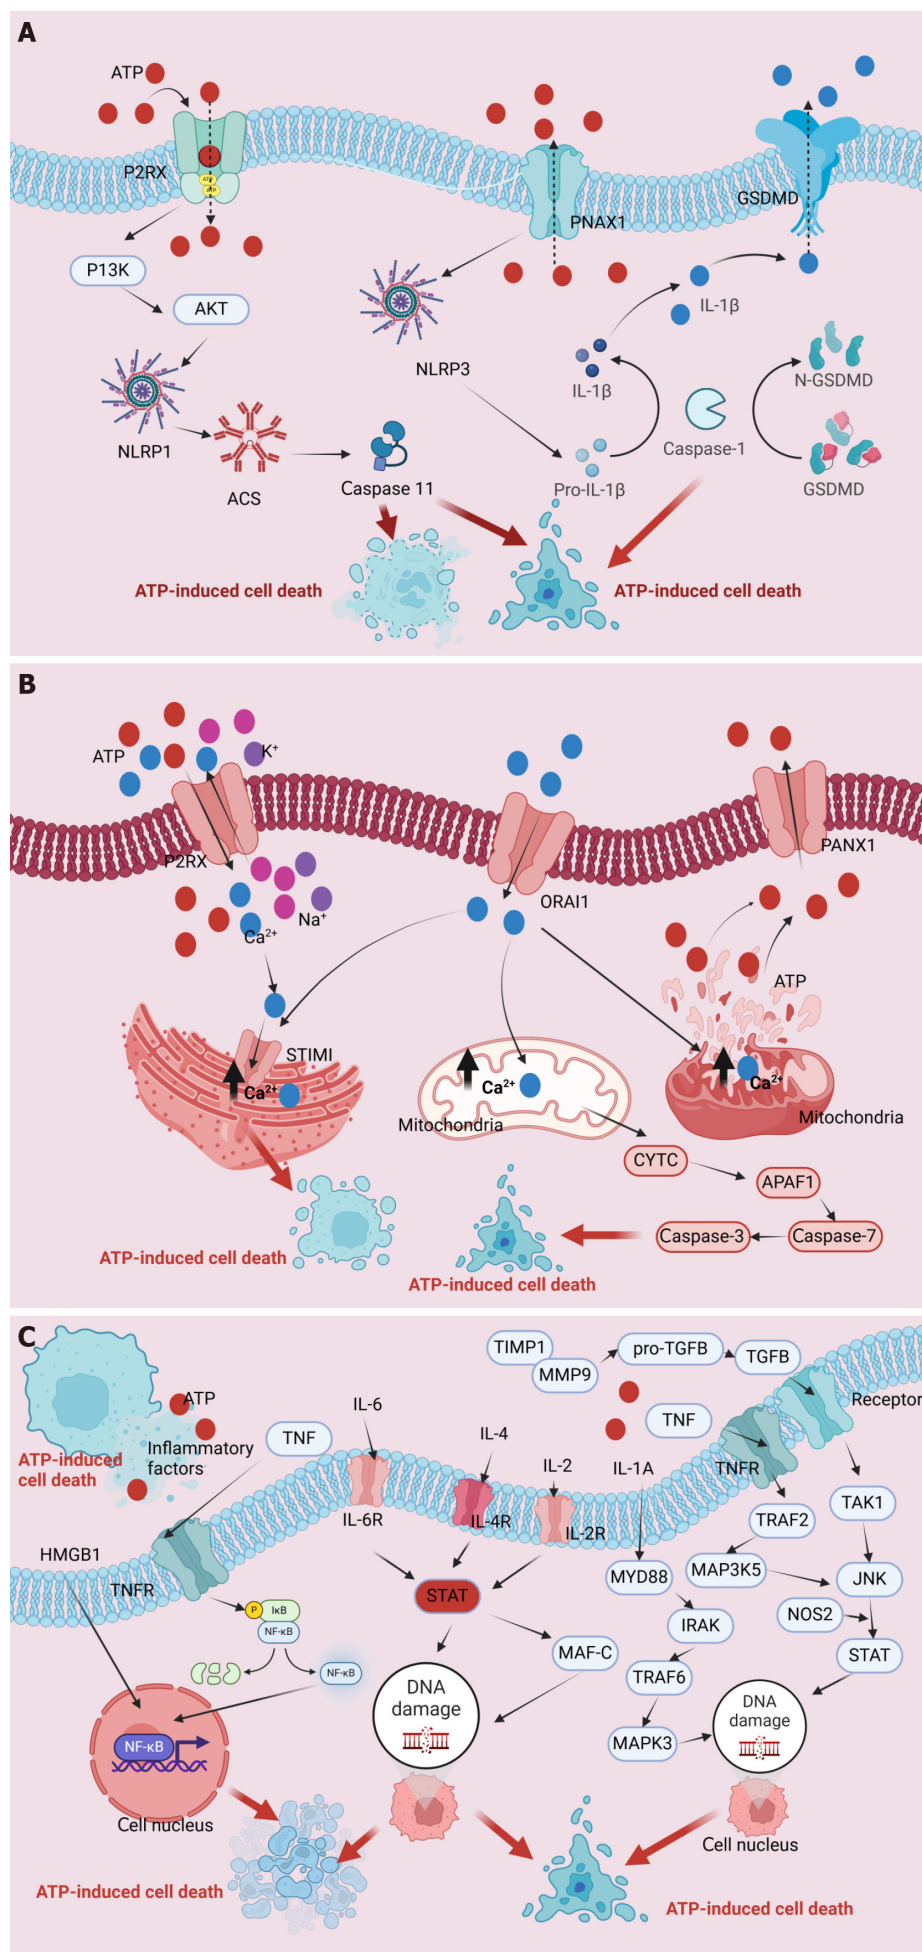 A
ATP
P2RX
ATP
ATP
PNAX1
GSDMD
P13K
AKT
IL-1β
NLRP3
IL-1β
N-GSDMD
NLRP1
Caspase-1
ACS
Caspase 11
Pro-IL-1β
GSDMD
ATP-induced cell death
ATP-induced cell death
B
ATP
K⁺
P2RX
PANX1
ORAI1
Na⁺
Ca²⁺
ATP
STIMI
Ca²⁺
Ca²⁺
Ca²⁺
Mitochondria
Mitochondria
CYTC
APAF1
Caspase-3
Caspase-7
ATP-induced cell death
ATP-induced cell death
C
TIMP1
MMP9
pro-TGFB
TGFB
ATP
Inflammatory
factors
ATP-induced
cell death
TNF
IL-6
IL-4
IL-2
IL-1A
TNF
TNFR
Receptor
IL-6R
IL-4R
IL-2R
HMGB1
TNFR
TRAF2
TAK1
MAP3K5
JNK
MYD88
NOS2
P
IκB
NF-κB
STAT
IRAK
STAT
NF-κB
MAF-C
TRAF6
DNA
damage
DNA
damage
MAPK3
NF-κB
Cell nucleus
Cell nucleus
ATP-induced cell death
ATP-induced cell death